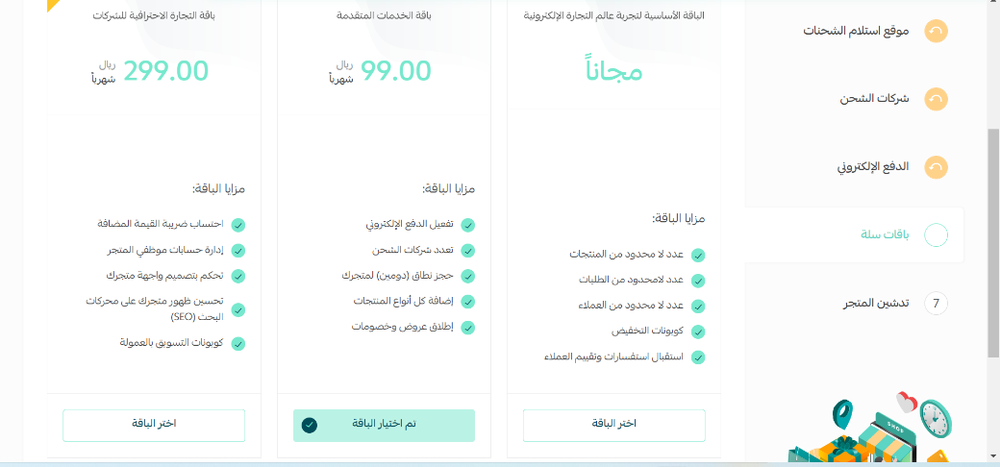 موقع استلام الشحنات
شركات الشحن
الدفع الإلكتروني
باقات سلة
تدشين المتجر
7
SHOP
الباقة الأساسية لتجربة عالم التجارة الإلكترونية
مجاناً
مزايا الباقة:
عدد لا محدود من المنتجات
عدد لامحدود من الطلبات
عدد لا محدود من العملاء
كوبونات التخفيض
استقبال استفسارات وتقييم العملاء
اختر الباقة
باقة الخدمات المتقدمة
99.00 ريال
شهرياً
مزايا الباقة:
تفعيل الدفع الإلكتروني
تعدد شركات الشحن
حجز نطاق (دومين) لمتجرك
إضافة كل أنواع المنتجات
إطلاق عروض وخصومات
تم اختيار الباقة
باقة التجارة الاحترافية للشركات
299.00 ريال
شهرياً
مزايا الباقة:
احتساب ضريبة القيمة المضافة
إدارة حسابات موظفي المتجر
تحكم بتصميم واجهة متجرك
تحسين ظهور متجرك على محركات
البحث (SEO)
كوبونات التسويق بالعمولة
اختر الباقة